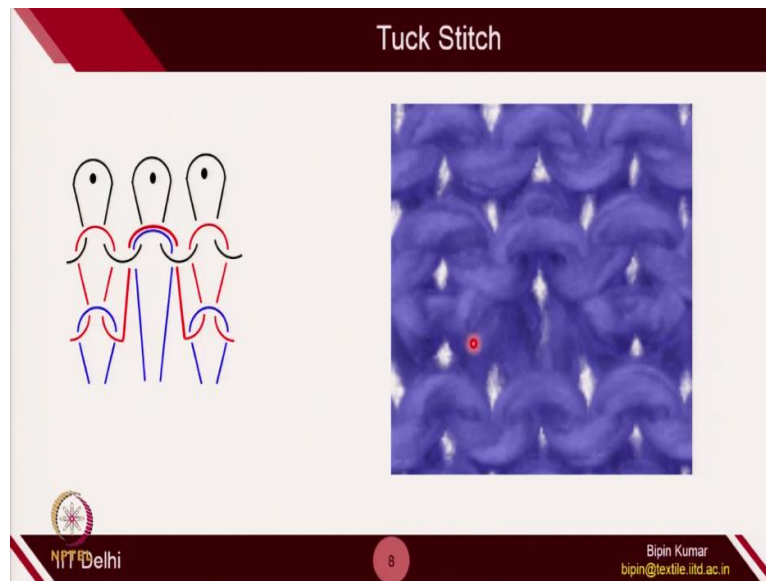 Tuck Stitch
NPTEL
IIT Delhi
8
Bipin Kumar
bipin@textile.iitd.ac.in